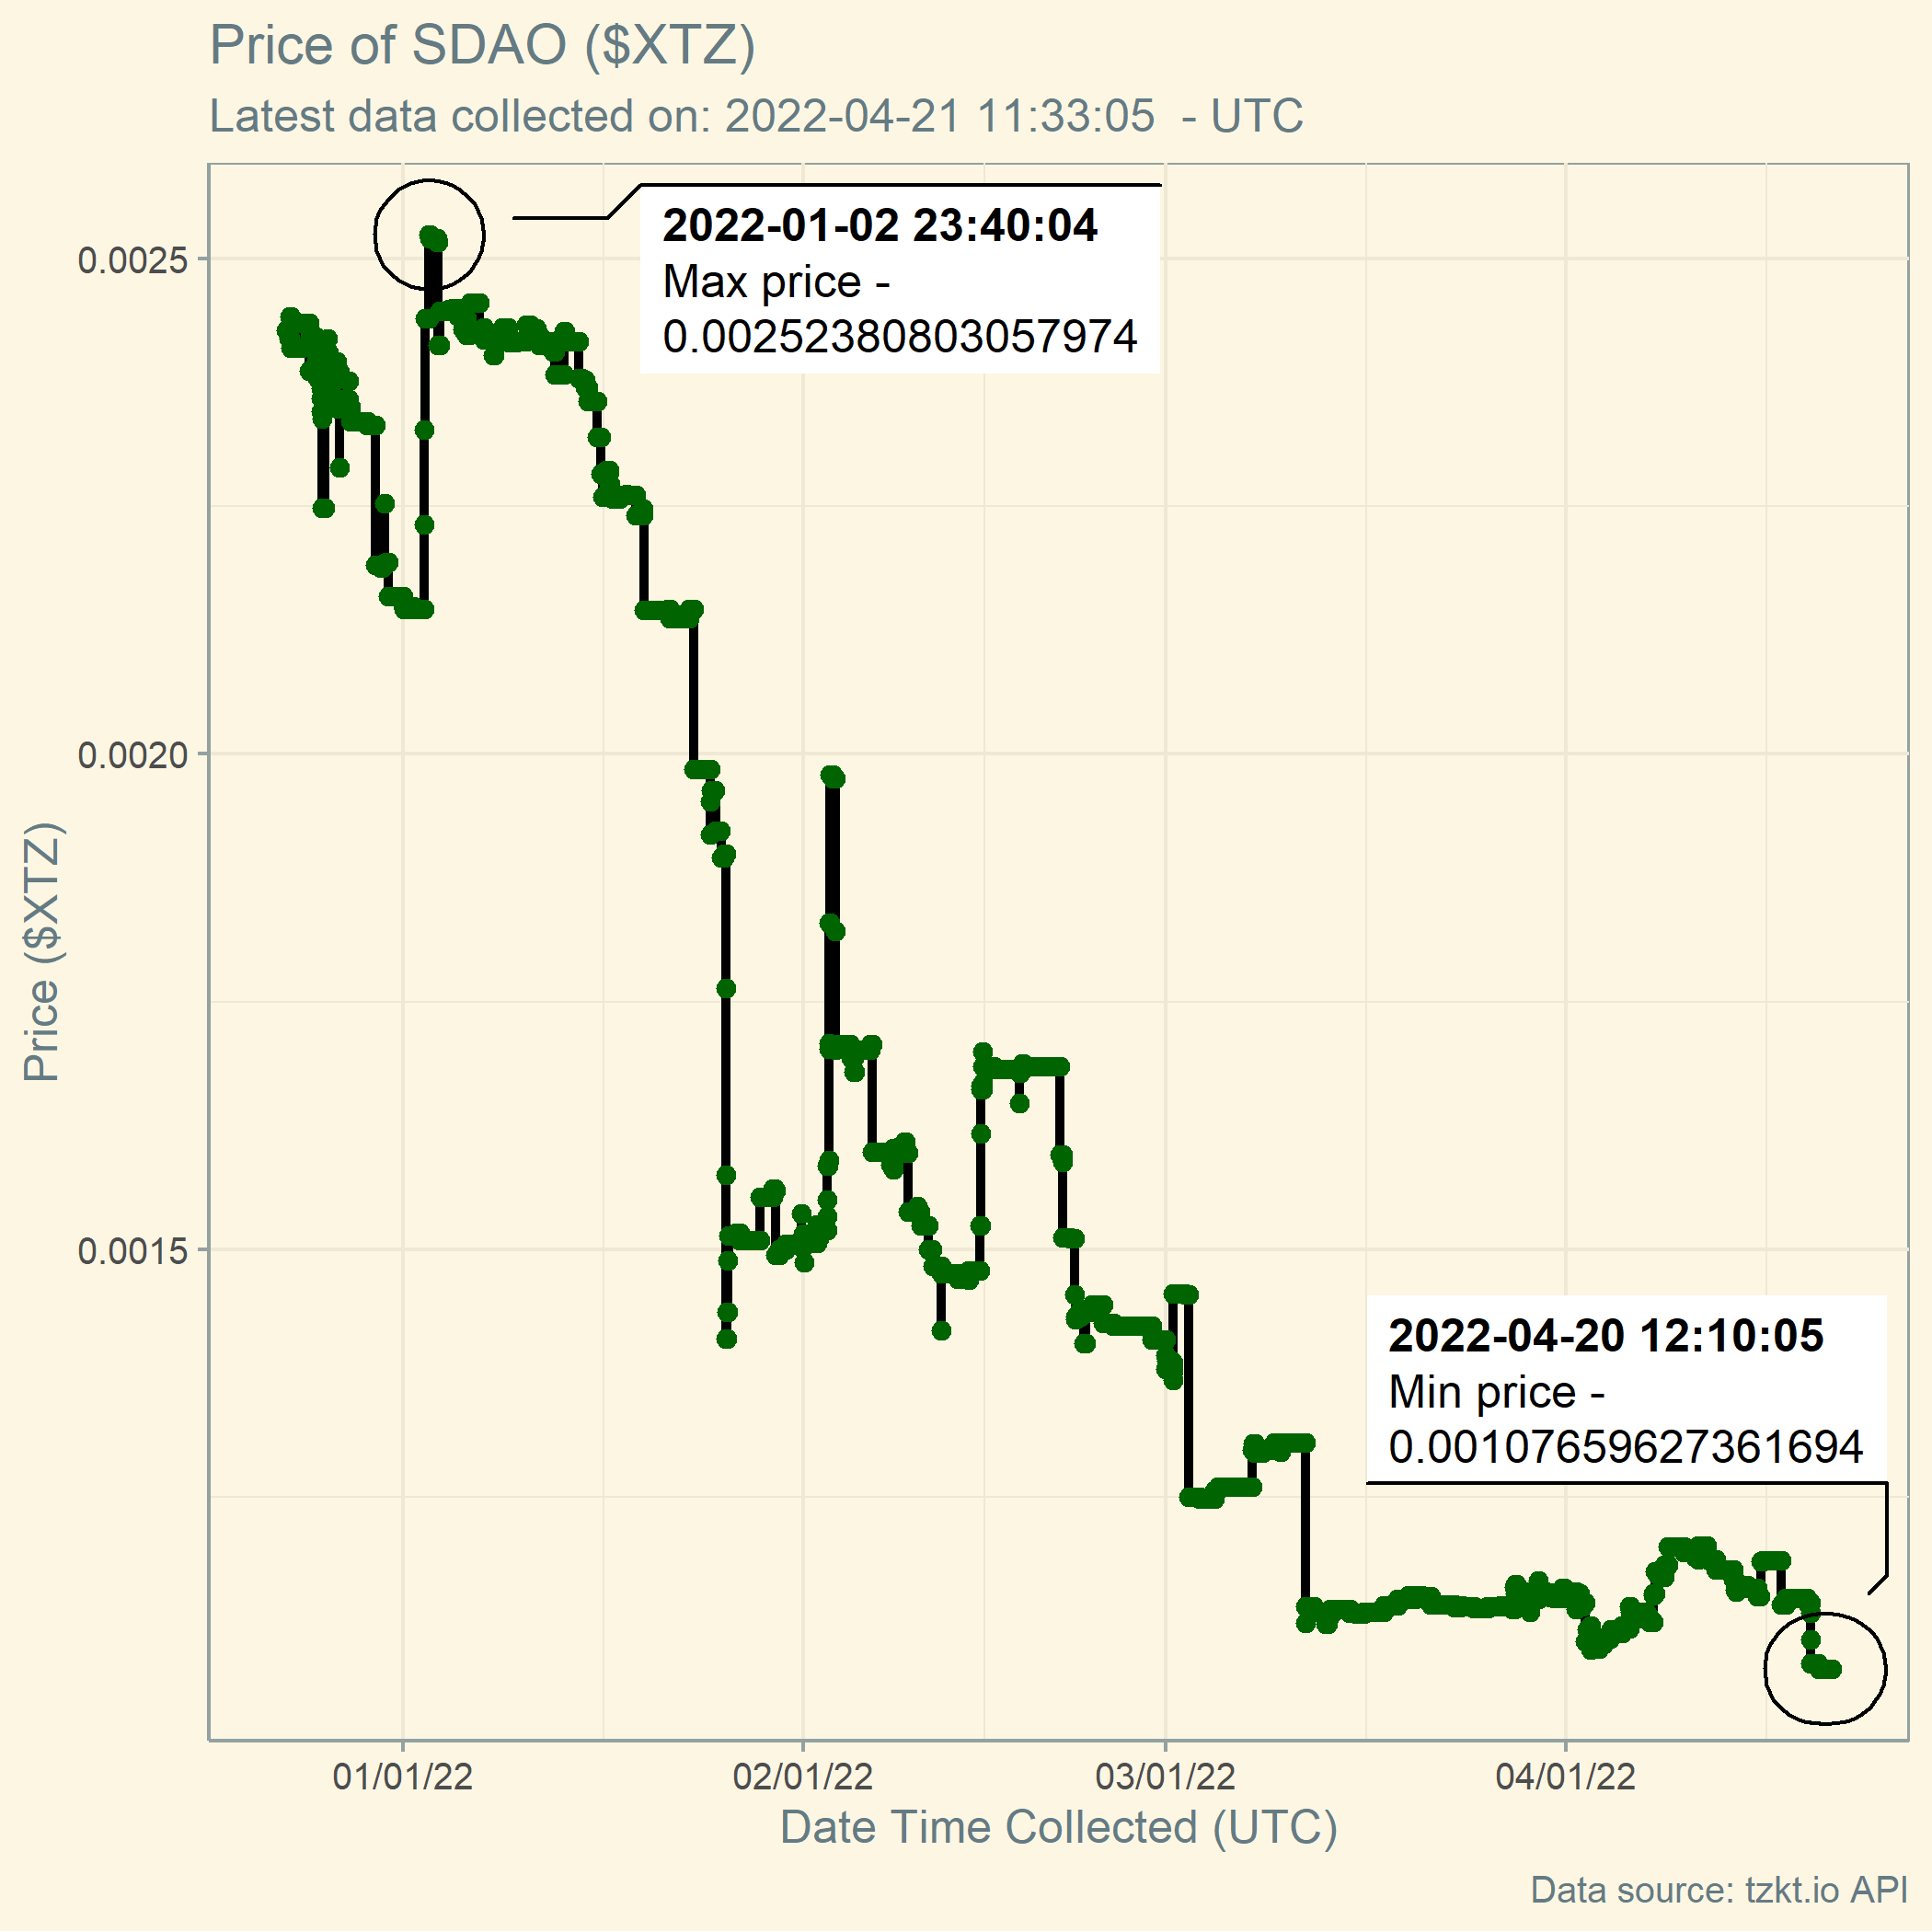 Price of SDAO ($XTZ)
Latest data collected on: 2022-04-21 11:33:05  - UTC
2022-01-02 23:40:04
Max price -
0.00252380803057974
0.0025
0.0020
0.0015
Price ($XTZ)
2022-04-20 12:10:05
Min price -
0.00107659627361694
01/01/22
02/01/22
03/01/22
04/01/22
Date Time Collected (UTC)
Data source: tzkt.io API